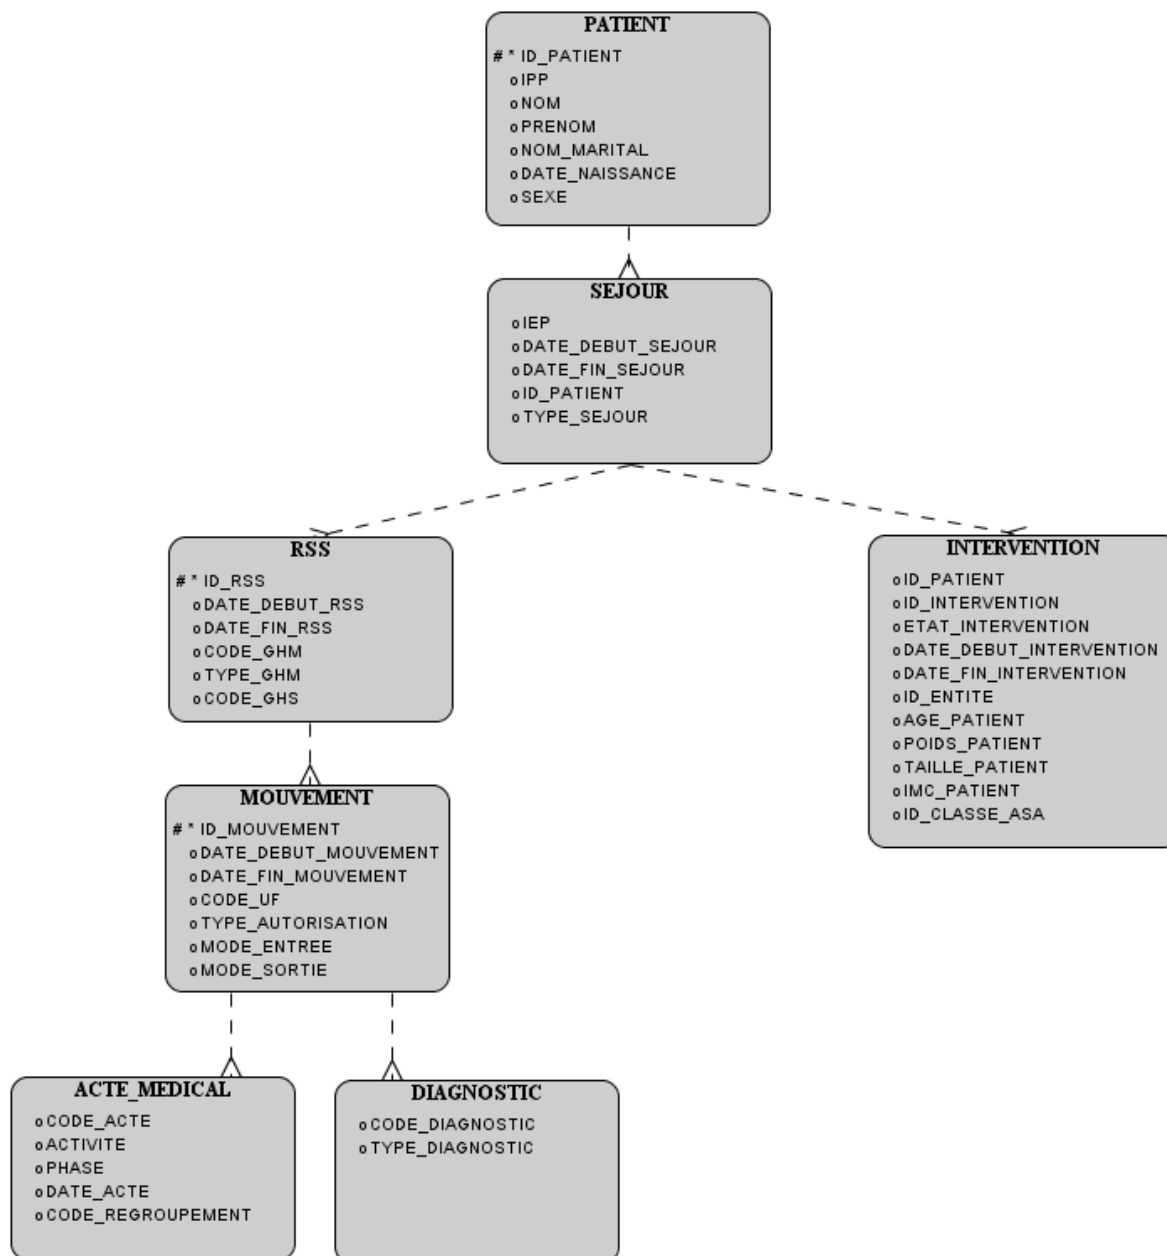 PATIENT
# * ID_PATIENT
o IPP
o NOM
o PRENOM
o NOM_MARITAL
o DATE_NAISSANCE
o SEXE
SEJOUR
o IEP
o DATE_DEBUT_SEJOUR
o DATE_FIN_SEJOUR
o ID_PATIENT
o TYPE_SEJOUR
RSS
# * ID_RSS
o DATE_DEBUT_RSS
o DATE_FIN_RSS
o CODE_GHM
o TYPE_GHM
o CODE_GHS
INTERVENTION
o ID_PATIENT
o ID_INTERVENTION
o ETAT_INTERVENTION
o DATE_DEBUT_INTERVENTION
o DATE_FIN_INTERVENTION
o ID_ENTITE
o AGE_PATIENT
o POIDS_PATIENT
o TAILLE_PATIENT
o IMC_PATIENT
o ID_CLASSE_ASA
MOUVEMENT
# * ID_MOUVEMENT
o DATE_DEBUT_MOUVEMENT
o DATE_FIN_MOUVEMENT
o CODE_UF
o TYPE_AUTORISATION
o MODE_ENTREE
o MODE_SORTIE
ACTE_MEDICAL
o CODE_ACTE
o ACTIVITE
o PHASE
o DATE_ACTE
o CODE_REGROUPEMENT
DIAGNOSTIC
o CODE_DIAGNOSTIC
o TYPE_DIAGNOSTIC